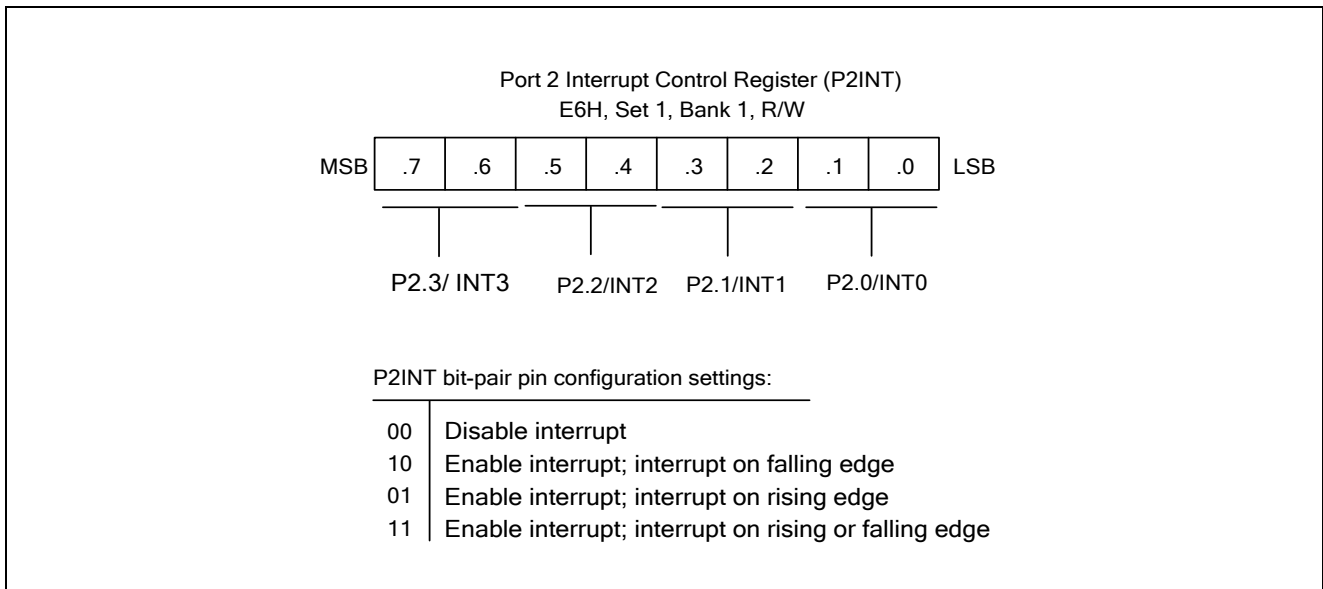 Port 2 Interrupt Control Register (P2INT)
E6H, Set 1, Bank 1, R/W
MSB .7 .6 .5 .4 .3 .2 .1 .0 LSB
P2.3/ INT3 P2.2/INT2 P2.1/INT1 P2.0/INT0
P2INT bit-pair pin configuration settings:
00 Disable interrupt
10 Enable interrupt; interrupt on falling edge
01 Enable interrupt; interrupt on rising edge
11 Enable interrupt; interrupt on rising or falling edge